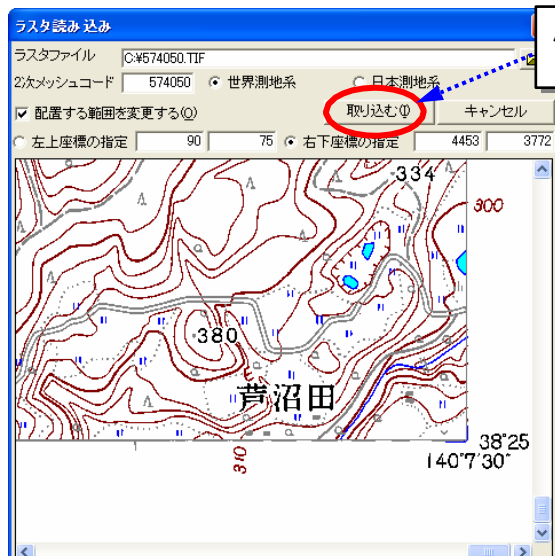 ラスタ読み込み
ラスタファイル C:¥574050.TIF
2次メッシュコード 574050 世界測地系 日本測地系
配置する範囲を変更する(O) 取り込む(I) キャンセル
左上座標の指定 90 75 右下座標の指定 4453 3772
334
300
380
芦沼田
310
38°25
140°7′30″